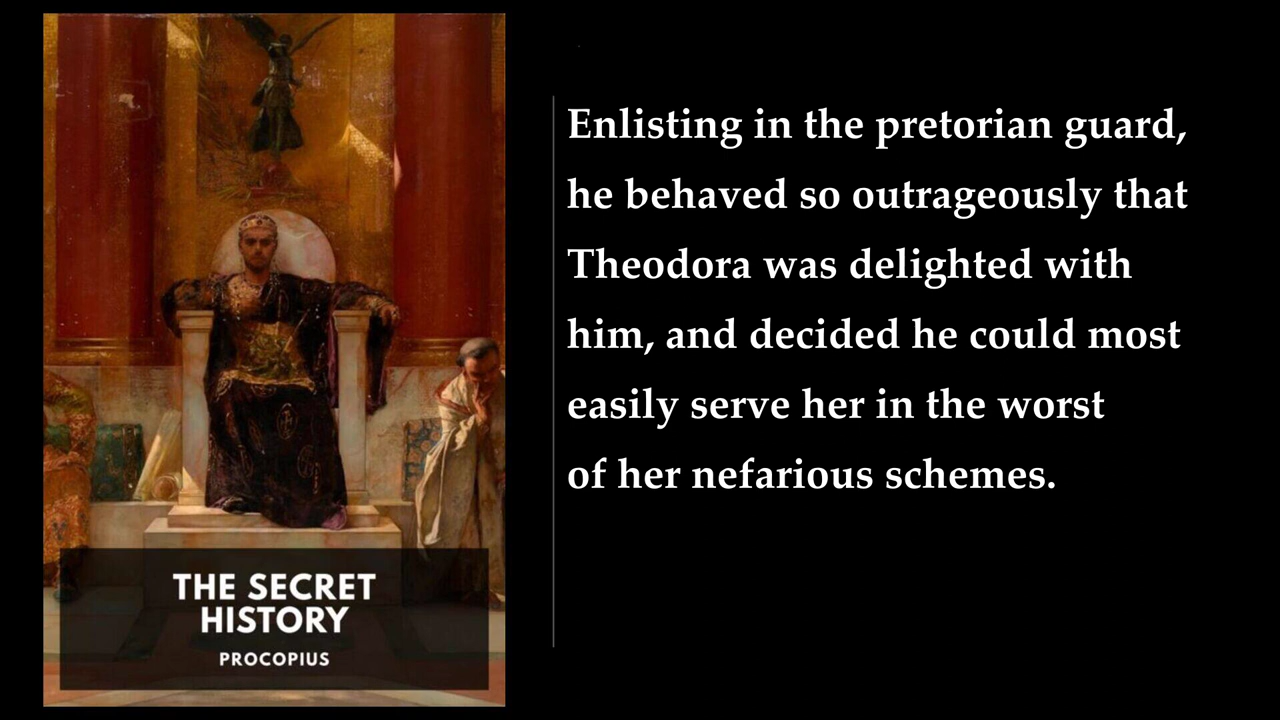 THE SECRET
HISTORY
PROCOPIUS
Enlisting in the pretorian guard,
he behaved so outrageously that
Theodora was delighted with
him, and decided he could most
easily serve her in the worst
of her nefarious schemes.